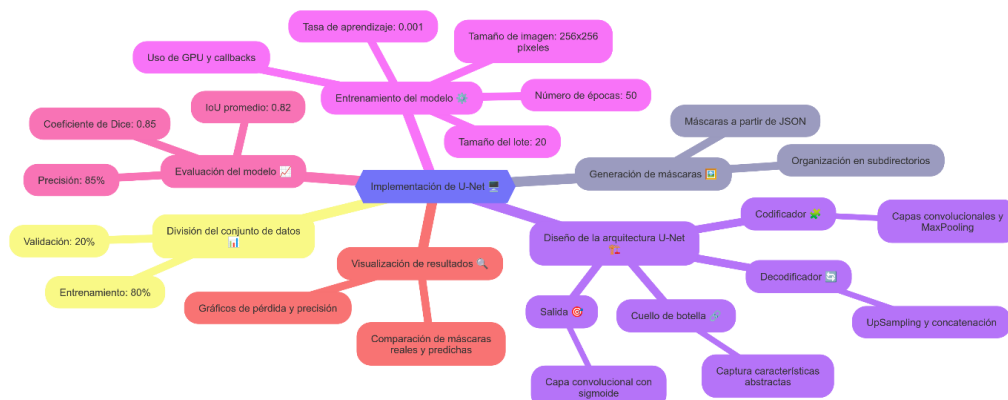 Tasa de aprendizaje: 0.001
Tamaño de imagen: 256x256
píxeles
Uso de GPU y callbacks
Entrenamiento del modelo ⚙️
Número de épocas: 50
Tamaño del lote: 20
IoU promedio: 0.82
Coeficiente de Dice: 0.85
Precisión: 85%
Evaluación del modelo 📈
Máscaras a partir de JSON
Organización en subdirectorios
Generación de máscaras 🖼️
Implementación de U-Net 🖥️
División del conjunto de datos
📊
Validación: 20%
Entrenamiento: 80%
Visualización de resultados 🔍
Gráficos de pérdida y precisión
Comparación de máscaras
reales y predichas
Diseño de la arquitectura U-Net
🏗️
Codificador 🧩
Capas convolucionales y
MaxPooling
Decodificador 🔄
UpSampling y concatenación
Salida 🎯
Capa convolucional con
sigmoide
Cuello de botella 🔗
Captura características
abstractas